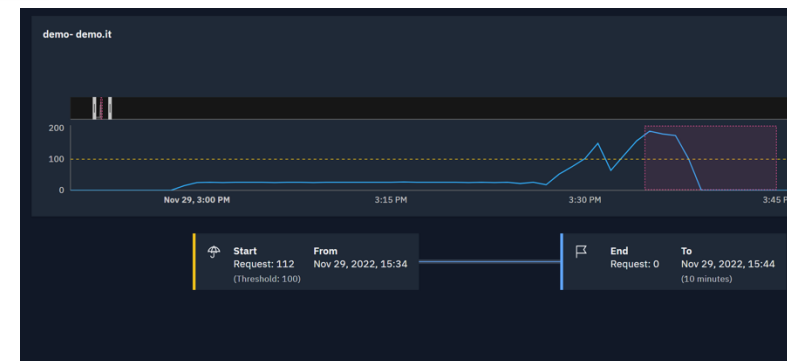 demo- demo.it
200
100
0
Nov 29, 3:00 PM
3:15 PM
3:30 PM
3:45 P
Start
Request: 112
(Threshold: 100)
From
Nov 29, 2022, 15:34
End
Request: 0
To
Nov 29, 2022, 15:44
(10 minutes)